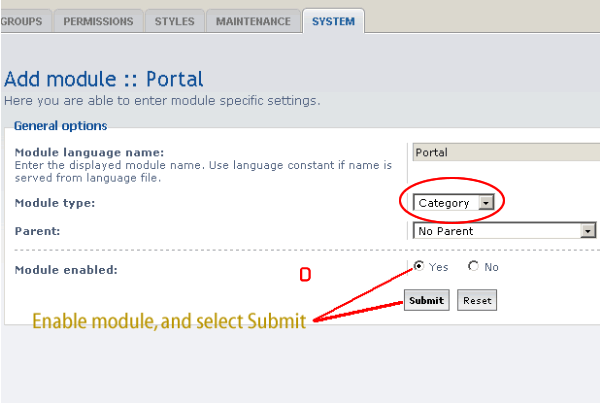 GROUPS PERMISSIONS STYLES MAINTENANCE SYSTEM
Add module :: Portal
Here you are able to enter module specific settings.
General options
Module language name: Portal
Enter the displayed module name. Use language constant if name is
served from language file.
Module type: Category
Parent: No Parent
Module enabled: Yes No
Submit Reset
Enable module, and select Submit